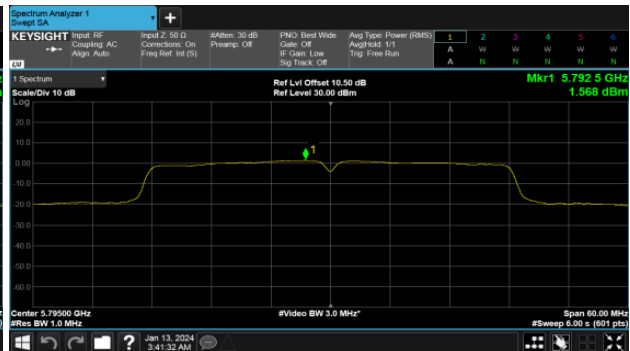 Spectrum Analyzer 1
Swept SA
+
KEYSIGHT Input: RF Input Z: 50 Ω #Atten: 30 dB PNO: Best Wide Avg Type: Power (RMS) 1 2 3 4 5 6
Coupling: AC Corrections: On Preamp: Off Gate: Off Avg|Hold: 1/1 A W W W W W
Align: Auto Freq Ref: Int (S) IF Gain: Low Trig: Free Run
LXI Sig Track: Off A N N N N N
1 Spectrum Ref Lvl Offset 10.50 dB Mkr1 5.792 5 GHz
Scale/Div 10 dB Ref Level 30.00 dBm 1.568 dBm
Log
20.0
10.0
1
0.00
-10.0
-20.0
-30.0
-40.0
-50.0
-60.0
Center 5.79500 GHz #Video BW 3.0 MHz* Span 60.00 MHz
#Res BW 1.0 MHz #Sweep 6.00 s (601 pts)
? Jan 13, 2024
3:41:32 AM